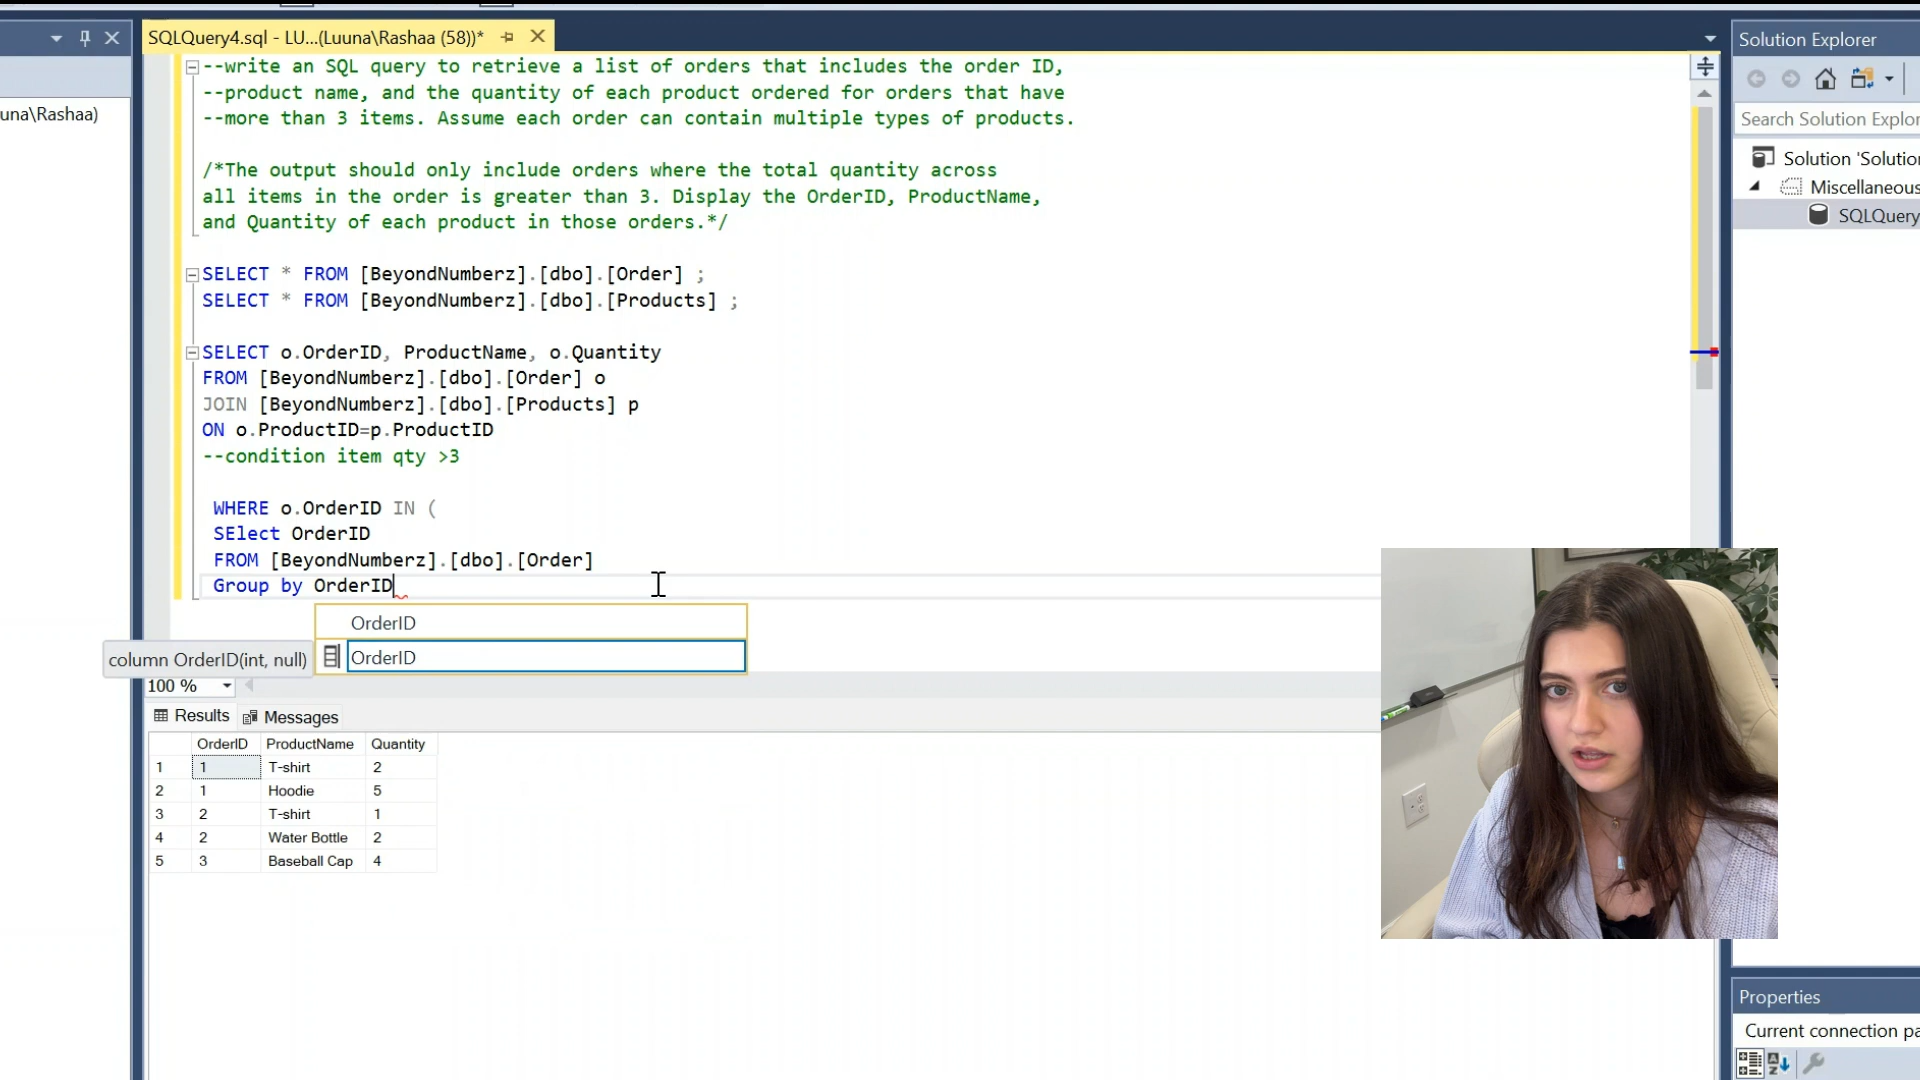 SQLQuery4.sql - LU...(Luuna\Rashaa (58))*
Solution Explorer
una\Rashaa)
Search Solution Explor
Solution 'Solution
Miscellaneous
SQLQuery
--write an SQL query to retrieve a list of orders that includes the order ID,
--product name, and the quantity of each product ordered for orders that have
--more than 3 items. Assume each order can contain multiple types of products.
/*The output should only include orders where the total quantity across
all items in the order is greater than 3. Display the OrderID, ProductName,
and Quantity of each product in those orders.*/
SELECT * FROM [BeyondNumberz].[dbo].[Order] ;
SELECT * FROM [BeyondNumberz].[dbo].[Products] ;
SELECT o.OrderID, ProductName, o.Quantity
FROM [BeyondNumberz].[dbo].[Order] o
JOIN [BeyondNumberz].[dbo].[Products] p
ON o.ProductID=p.ProductID
--condition item qty >3
WHERE o.OrderID IN (
SElect OrderID
FROM [BeyondNumberz].[dbo].[Order]
Group by OrderID
OrderID
OrderID
column OrderID(int, null)
100 %
Results Messages
OrderID ProductName Quantity
1 1 T-shirt 2
2 1 Hoodie 5
3 2 T-shirt 1
4 2 Water Bottle 2
5 3 Baseball Cap 4
Properties
Current connection pa